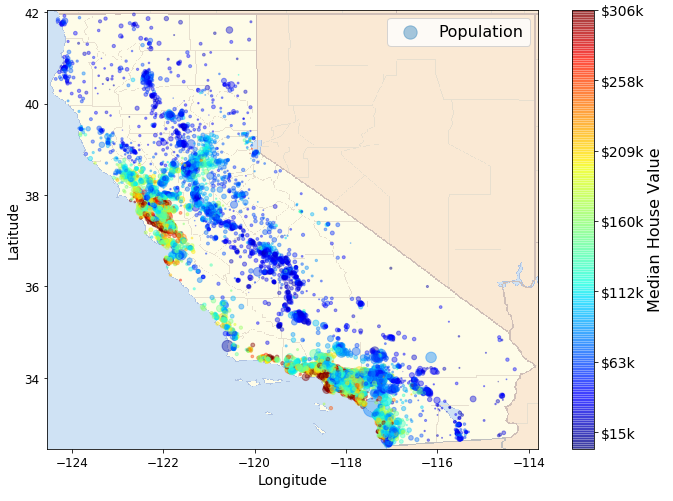 Population
Latitude
42
40
38
36
34
−124
−122
−120
−118
−116
−114
Longitude
$306k
$258k
$209k
$160k
$112k
$63k
$15k
Median House Value